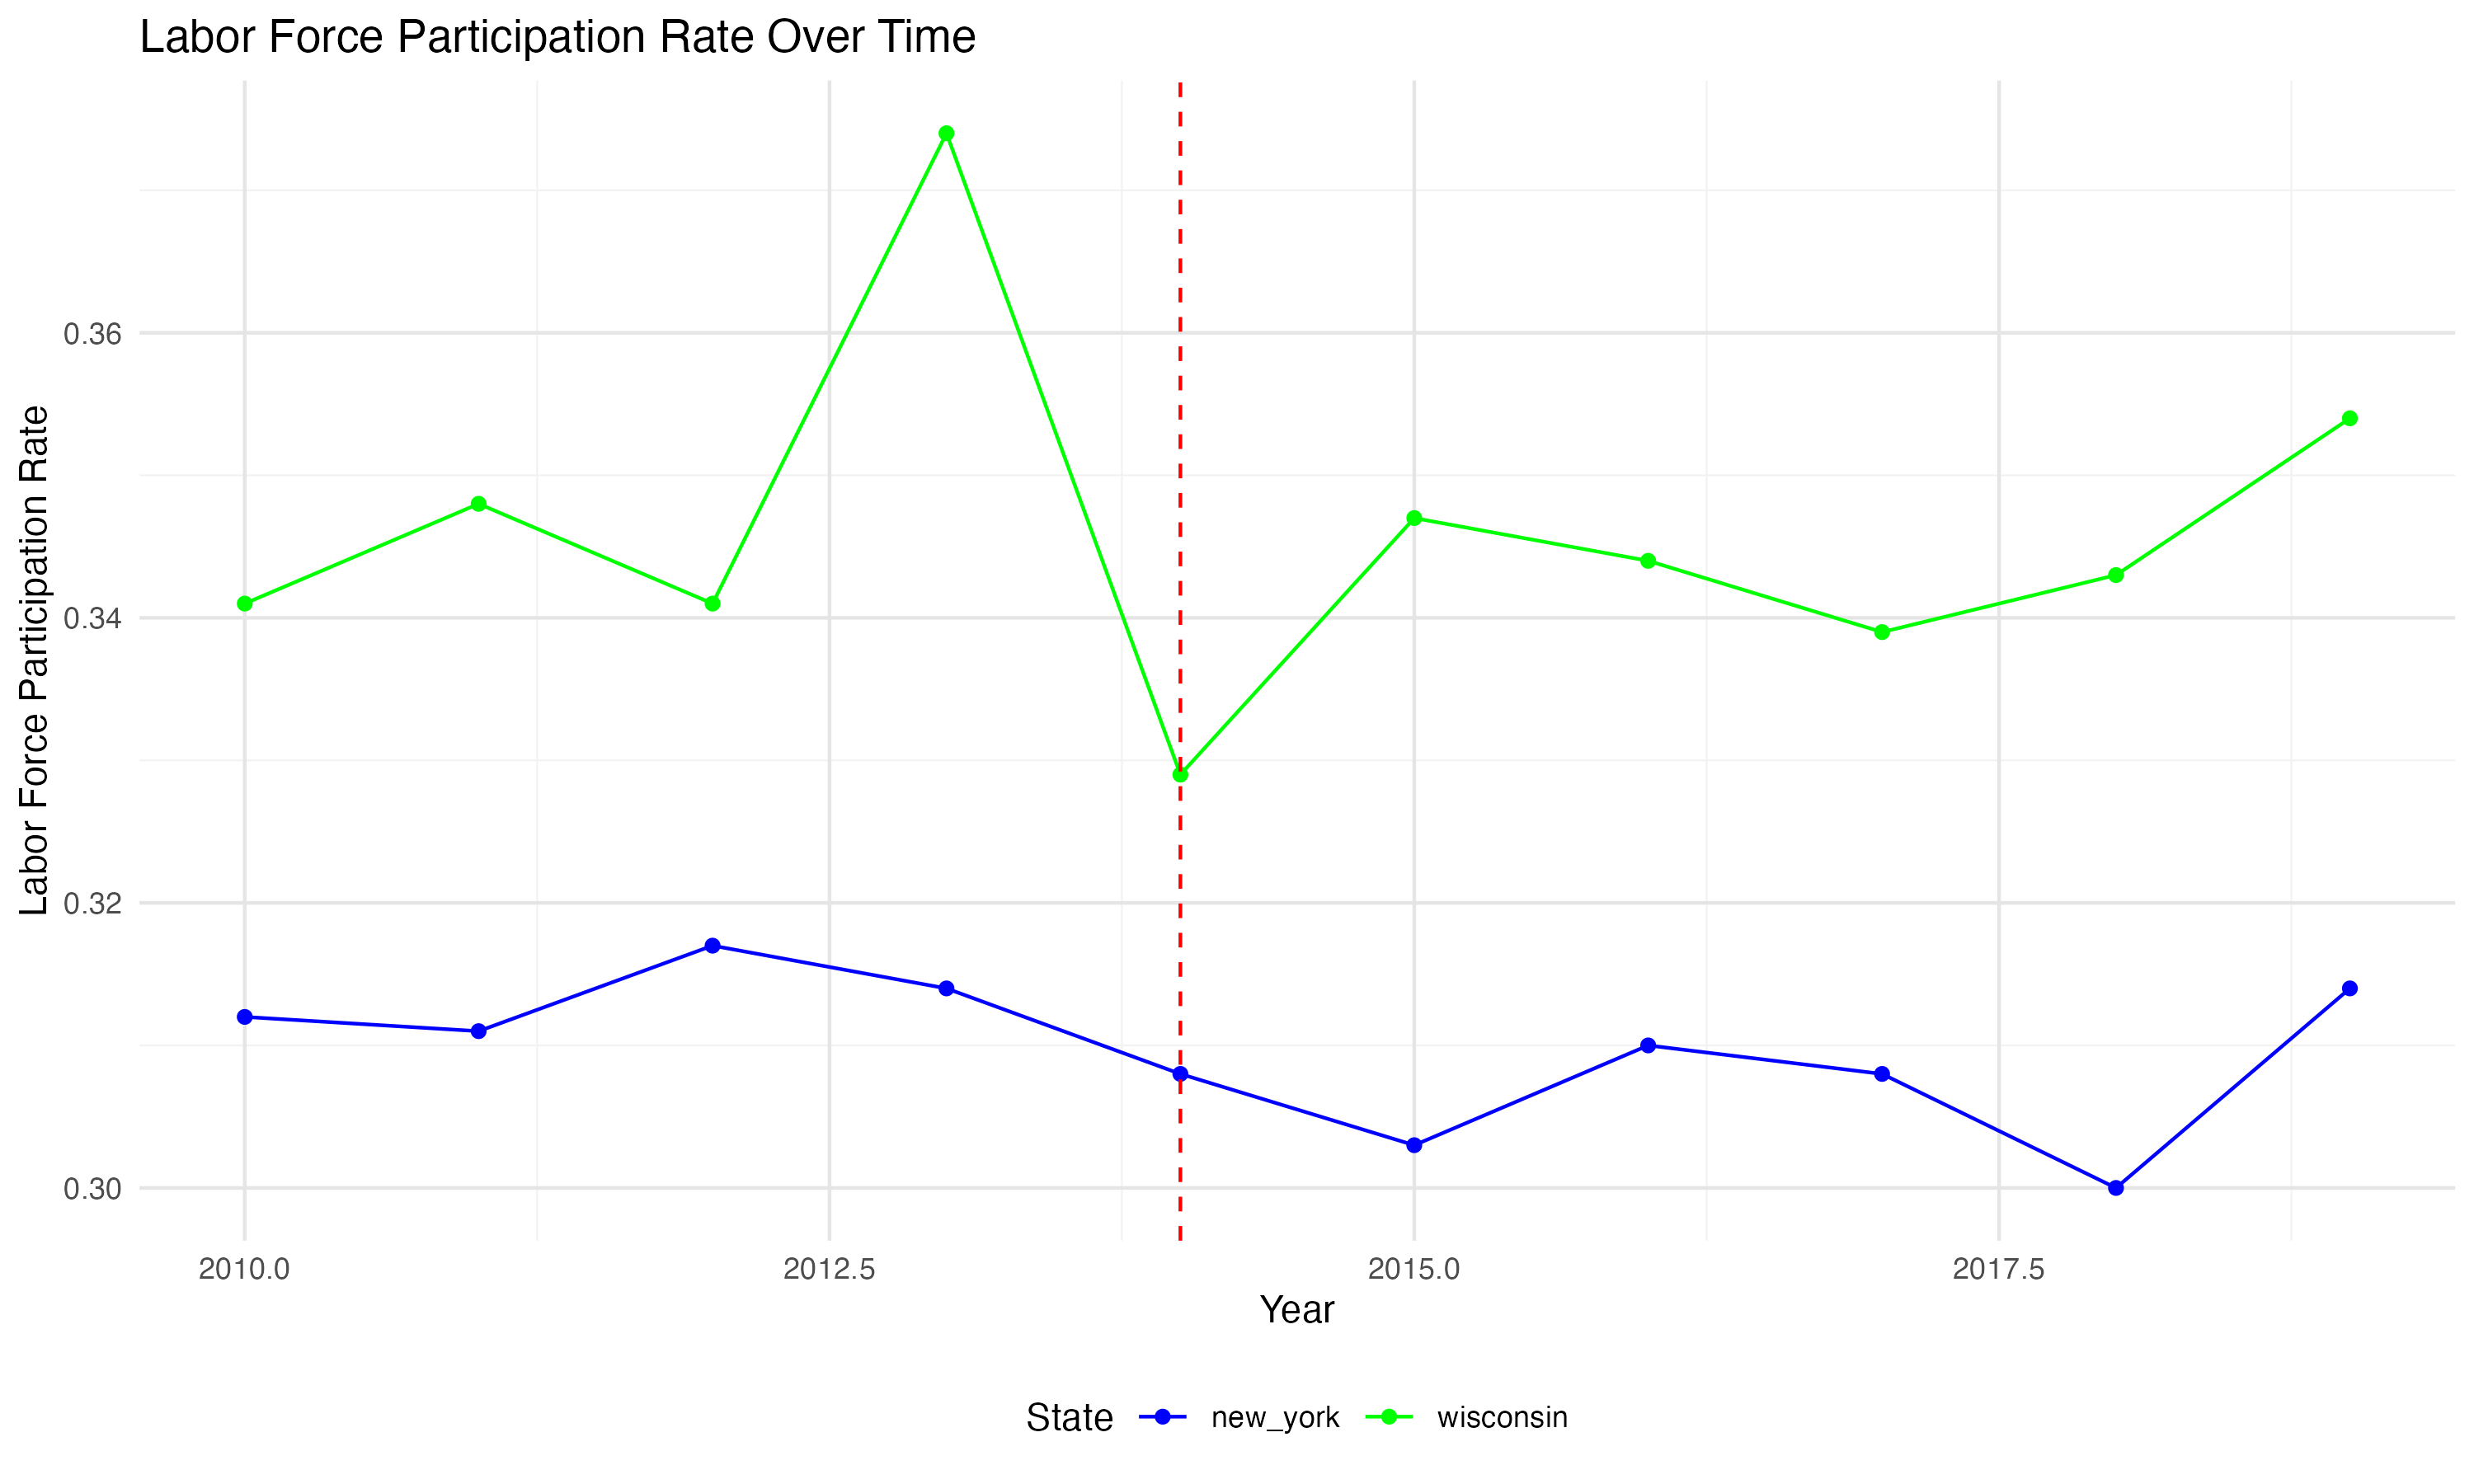 Labor Force Participation Rate Over Time
Labor Force Participation Rate
0.36
0.34
0.32
0.30
2010.0 2012.5 2015.0 2017.5
Year
State new_york wisconsin